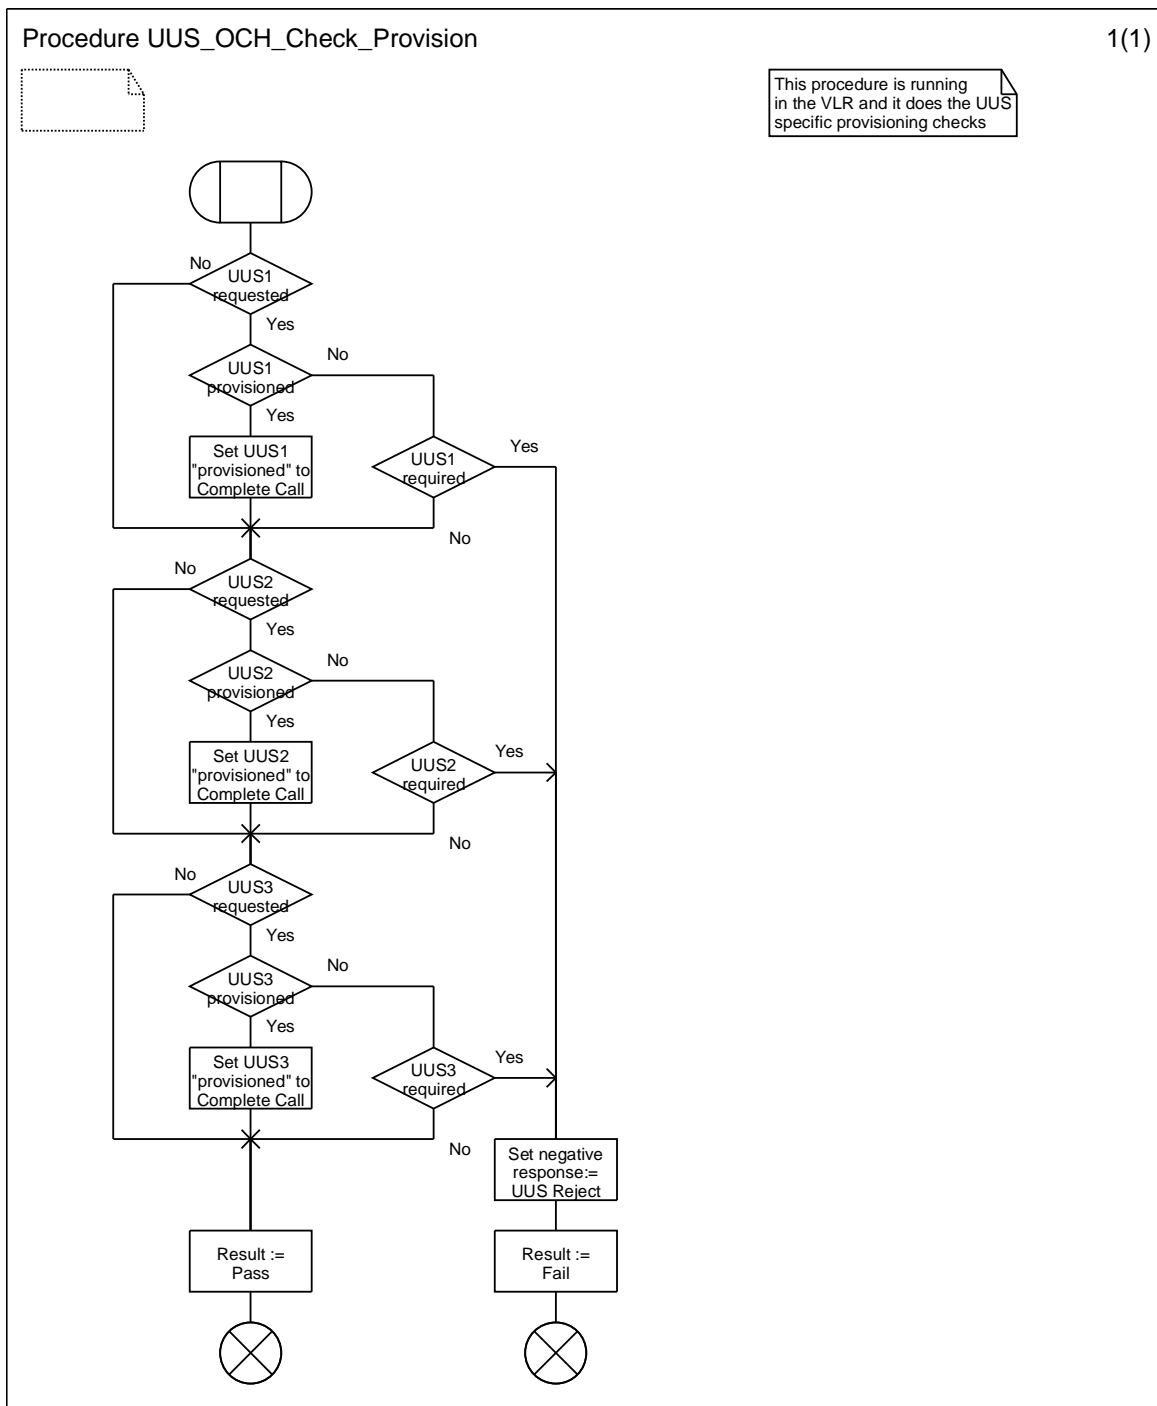 Procedure UUS_OCH_Check_Provision
1(1)
This procedure is running
in the VLR and it does the UUS
specific provisioning checks
No
UUS1
requested
Yes
UUS1
provisioned
No
Yes
Set UUS1
"provisioned" to
Complete Call
UUS1
required
Yes
No
No
UUS2
requested
Yes
UUS2
provisioned
No
Yes
Set UUS2
"provisioned" to
Complete Call
UUS2
required
Yes
No
No
UUS3
requested
Yes
UUS3
provisioned
No
Yes
Set UUS3
"provisioned" to
Complete Call
UUS3
required
Yes
No
Set negative
response:=
UUS Reject
Result :=
Pass
Result :=
Fail